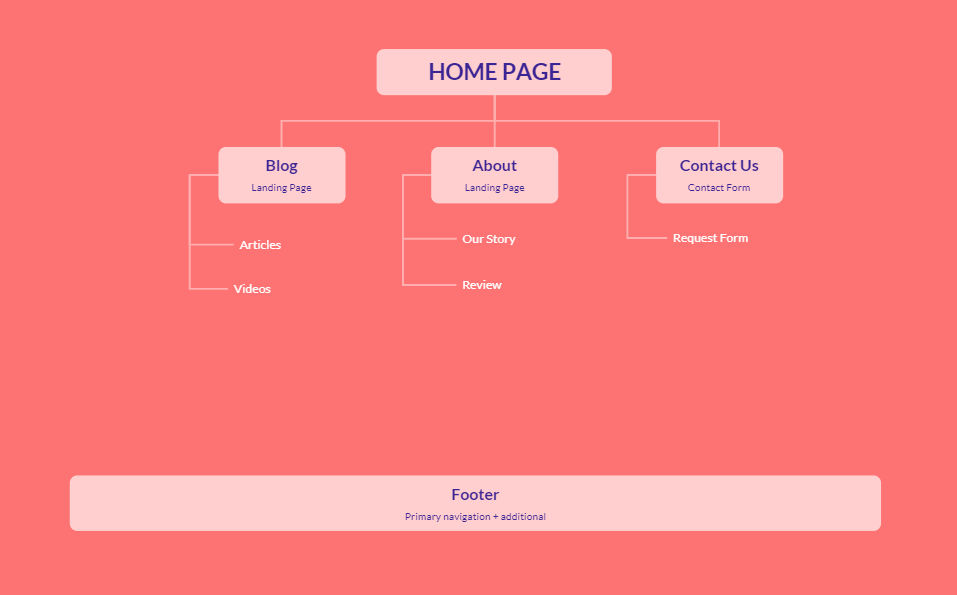 HOME PAGE
Blog
Landing Page
About
Landing Page
Contact Us
Contact Form
Articles
Videos
Our Story
Review
Request Form
Footer
Primary navigation + additional